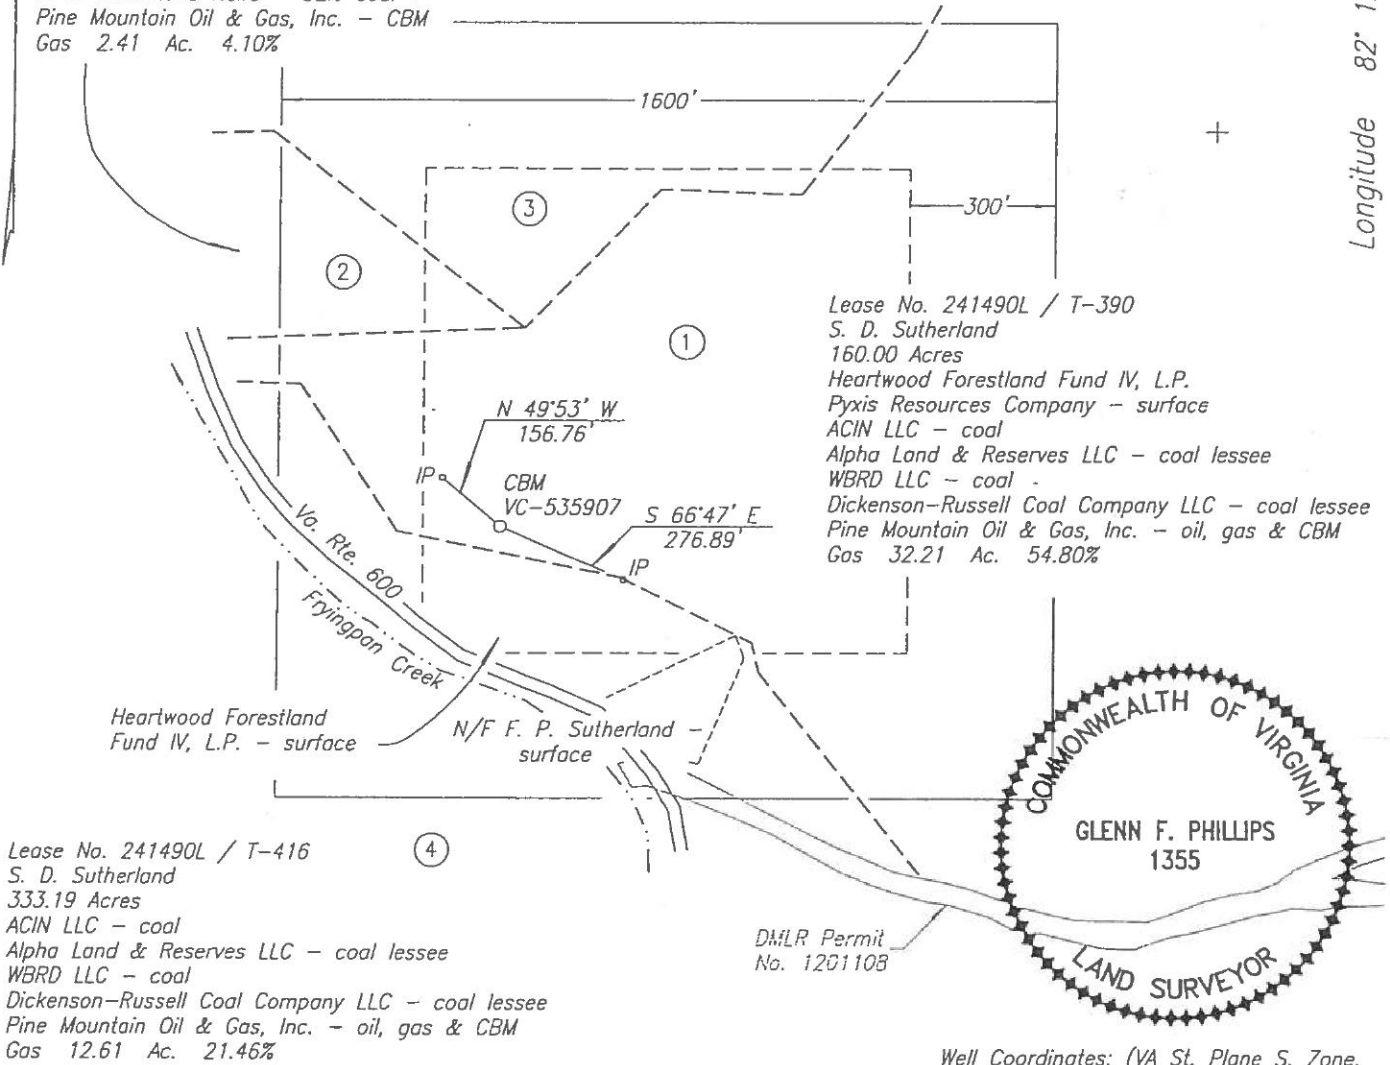 Pine Mountain Oil & Gas, Inc. – CBM
Gas 2.41 Ac. 4.10%
1600'
Longitude 82°
3
300'
2
1
Lease No. 241490L / T-390
S. D. Sutherland
160.00 Acres
Heartwood Forestland Fund IV, L.P.
Pyxis Resources Company – surface
ACIN LLC – coal
Alpha Land & Reserves LLC – coal lessee
WBRD LLC – coal
Dickenson-Russell Coal Company LLC – coal lessee
Pine Mountain Oil & Gas, Inc. – oil, gas & CBM
Gas 32.21 Ac. 54.80%
N 49°53' W
156.76'
IP
CBM
VC-535907
S 66°47' E
276.89'
IP
Va. Rte. 600
Fryingpan Creek
Heartwood Forestland
Fund IV, L.P. – surface
N/F F. P. Sutherland –
surface
COMMONWEALTH OF VIRGINIA
GLENN F. PHILLIPS
1355
LAND SURVEYOR
4
Lease No. 241490L / T-416
S. D. Sutherland
333.19 Acres
ACIN LLC – coal
Alpha Land & Reserves LLC – coal lessee
WBRD LLC – coal
Dickenson-Russell Coal Company LLC – coal lessee
Pine Mountain Oil & Gas, Inc. – oil, gas & CBM
Gas 12.61 Ac. 21.46%
DMLR Permit
No. 1201108
Well Coordinates: (VA St. Plane S. Zone,